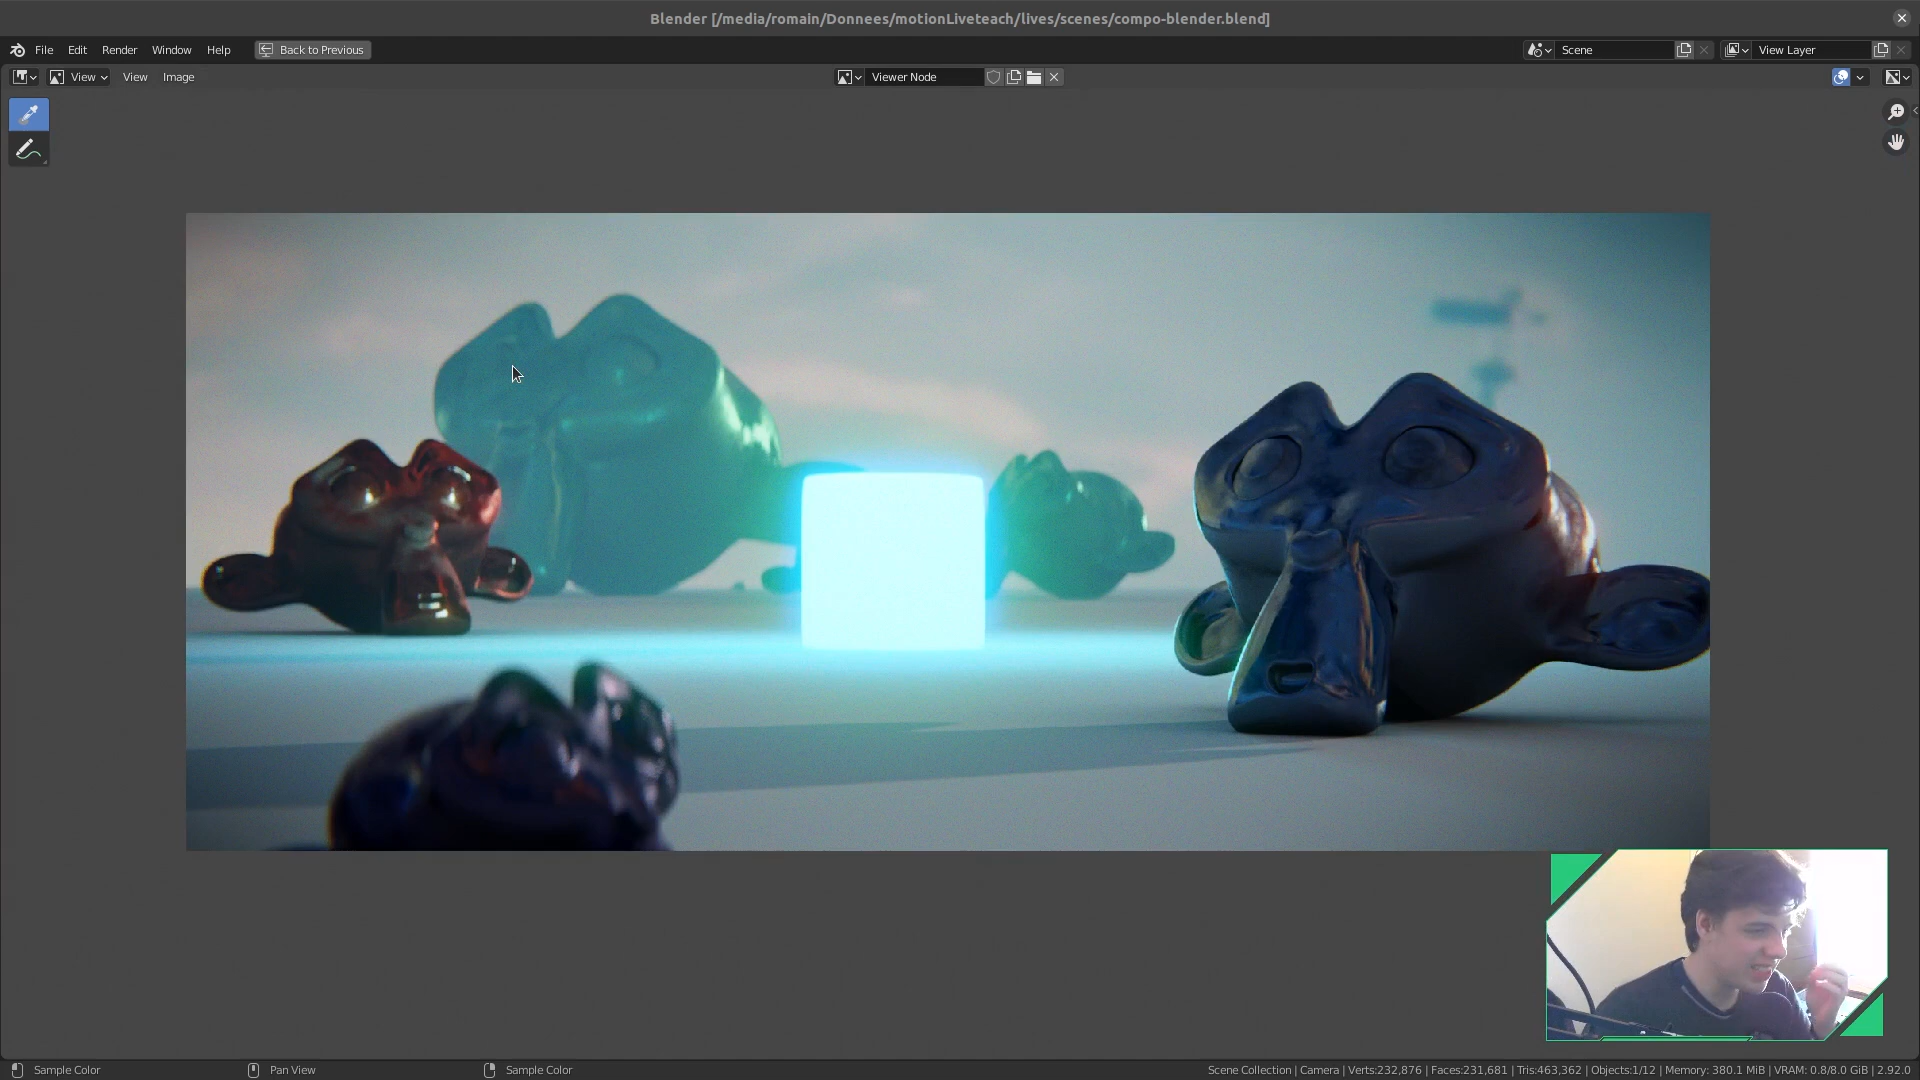 Blender [/media/romain/Donnees/motionLiveteach/lives/scenes/compo-blender.blend]
File Edit Render Window Help Back to Previous Scene View Layer
View View Image Viewer Node
Sample Color Pan View Sample Color Scene Collection | Camera | Verts:232,876 | Faces:231,681 | Tris:463,362 | Objects:1/12 | Memory: 380.1 MiB | VRAM: 0.8/8.0 GiB | 2.92.0